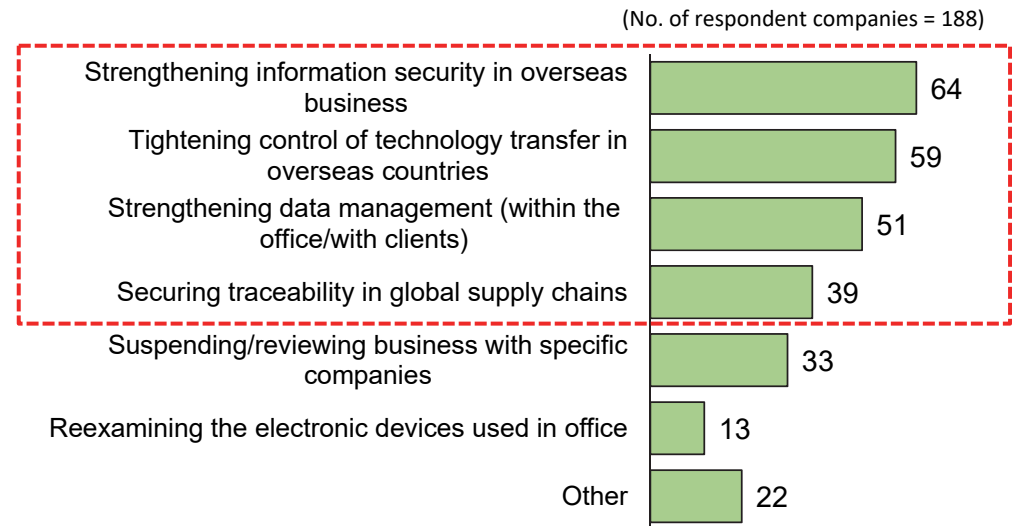 (No. of respondent companies = 188)
Strengthening information security in overseas
business
64
Tightening control of technology transfer in
overseas countries
59
Strengthening data management (within the
office/with clients)
51
Securing traceability in global supply chains
39
Suspending/reviewing business with specific
companies
33
Reexamining the electronic devices used in office
13
Other
22